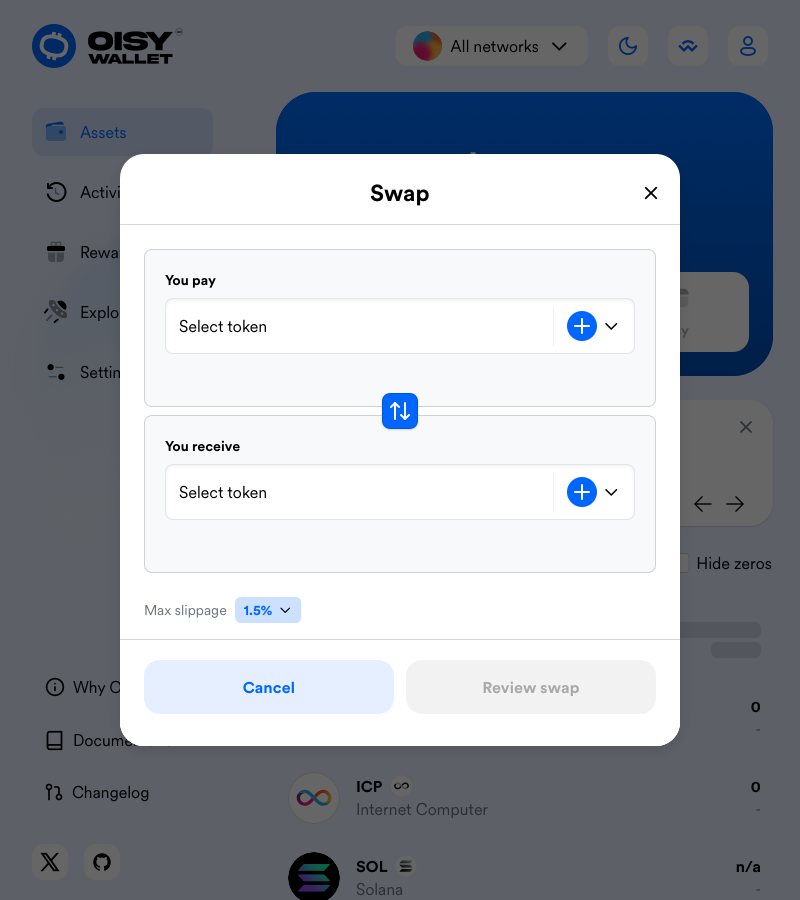 OISY
WALLET
All networks
Assets
Activi
Rewa
Explo
Settin
Swap
You pay
Select token
You receive
Select token
Max slippage
1.5%
Cancel
Review swap
y
Hide zeros
Why O
Docume
Changelog
0
-
ICP
0
Internet Computer
-
SOL
n/a
Solana
-